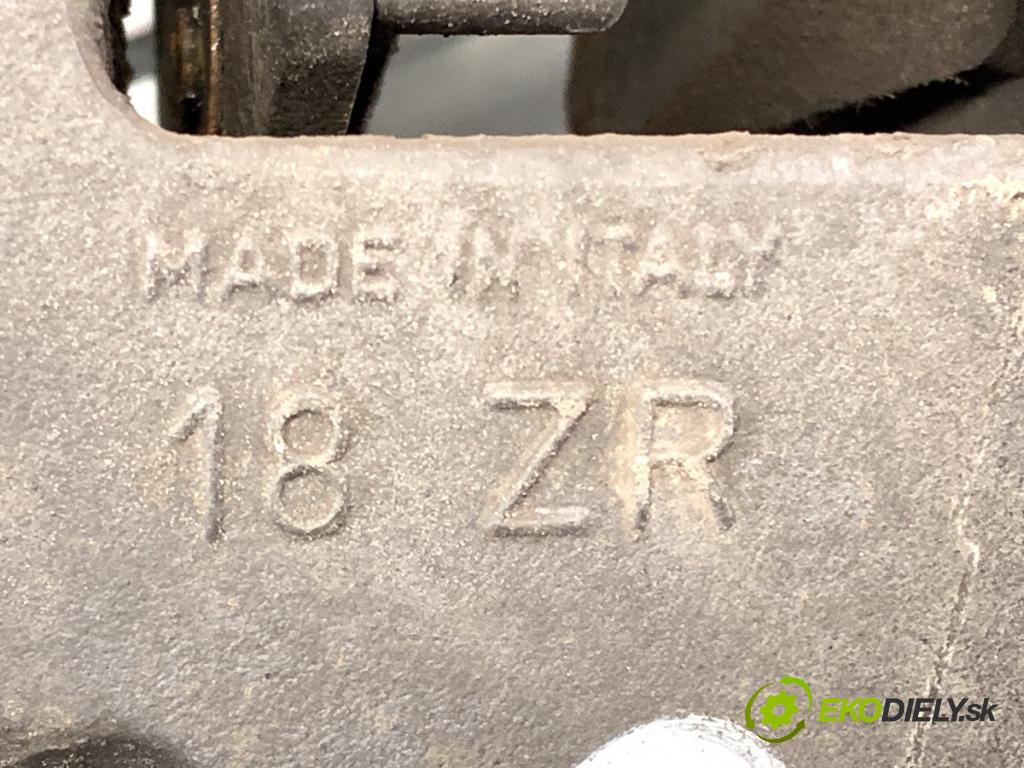 MADE IN ITALY
18 ZR
EKODIELY.sk